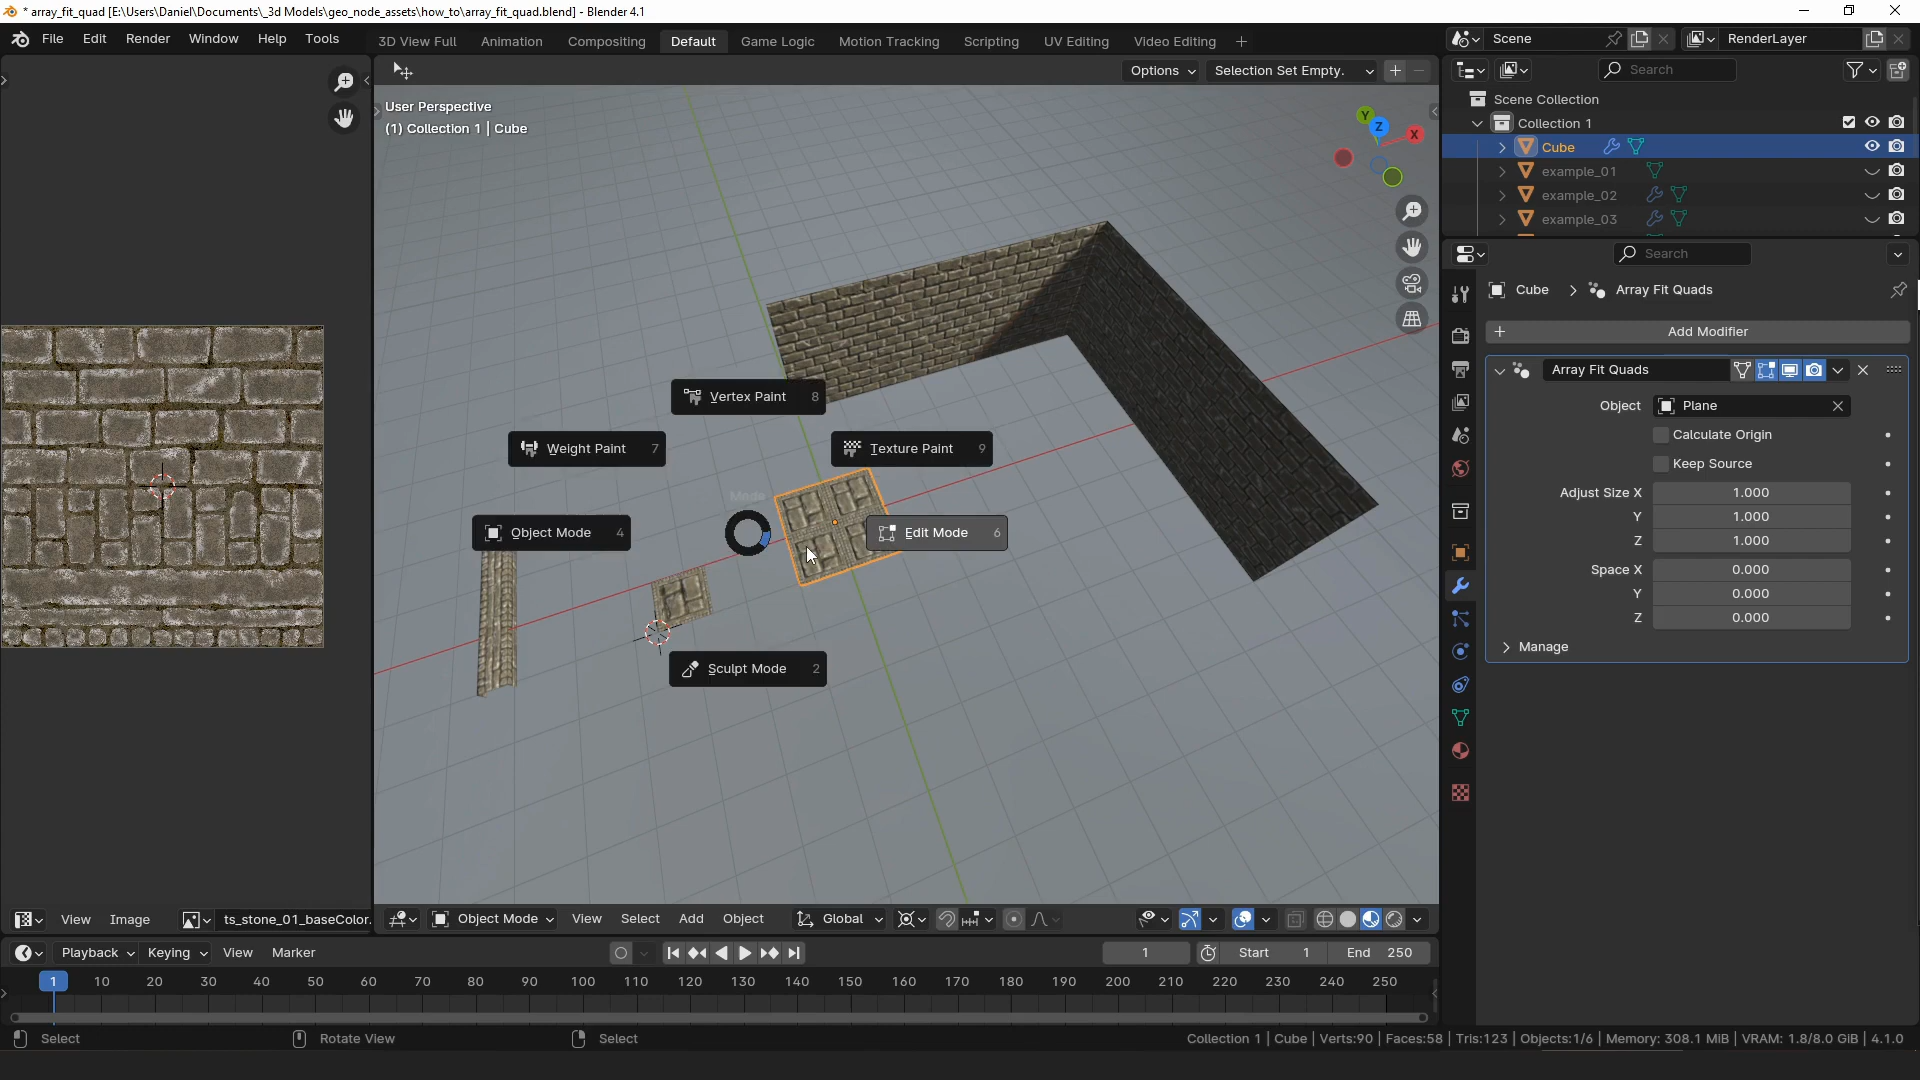 * array_fit_quad [E:\Users\Daniel\Documents\_3d Models\geo_node_assets\how_to\array_fit_quad.blend] - Blender 4.1
File Edit Render Window Help Tools 3D View Full Animation Compositing Default Game Logic Motion Tracking Scripting UV Editing Video Editing
Scene
RenderLayer
Options
Selection Set Empty.
Search
User Perspective
(1) Collection 1 | Cube
Y
Z
X
Scene Collection
Collection 1
Cube
example_01
example_02
example_03
Search
Cube
Array Fit Quads
Add Modifier
Array Fit Quads
Object Plane
Calculate Origin
Keep Source
Adjust Size X 1.000
Y 1.000
Z 1.000
Space X 0.000
Y 0.000
Z 0.000
Manage
Vertex Paint 8
Weight Paint 7
Texture Paint 9
Mode
Object Mode 4
Edit Mode 6
Sculpt Mode 2
View Image ts_stone_01_baseColor.
Object Mode View Select Add Object Global
Playback Keying View Marker 1 Start 1 End 250
1 10 20 30 40 50 60 70 80 90 100 110 120 130 140 150 160 170 180 190 200 210 220 230 240 250
Select Rotate View Select Collection 1 | Cube | Verts:90 | Faces:58 | Tris:123 | Objects:1/6 | Memory: 308.1 MiB | VRAM: 1.8/8.0 GiB | 4.1.0